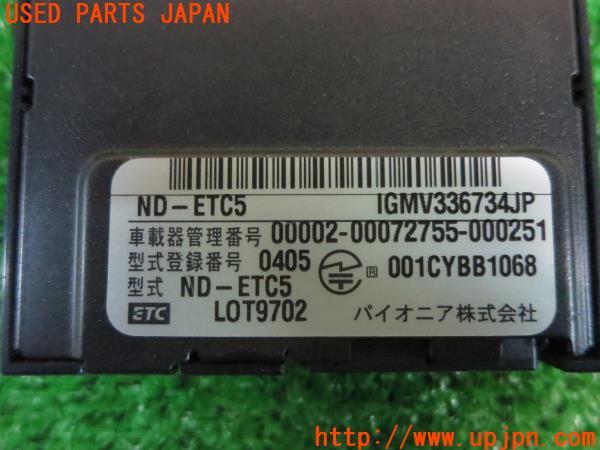 USED PARTS JAPAN
ND-ETC5 IGMV336734JP
車載器管理番号 00002-00072755-000251
型式登録番号 0405 Ⓡ 001CYBB1068
型式 ND-ETC5
ETC LOT9702 パイオニア株式会社
http://www.upjpn.com